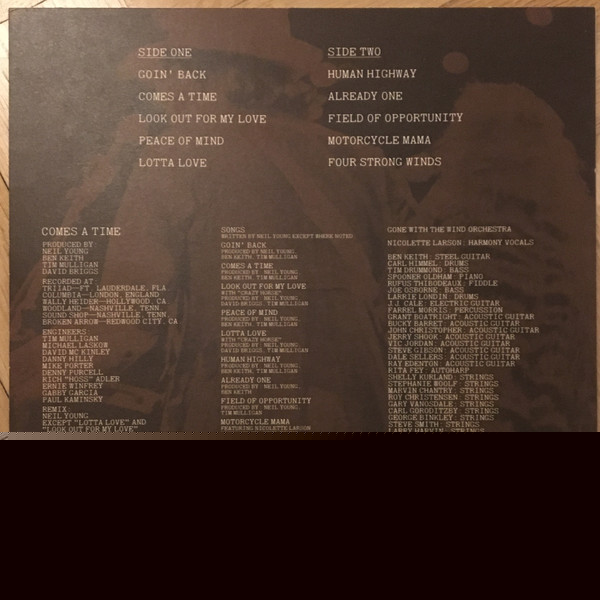 SIDE ONE
GOIN' BACK
COMES A TIME
LOOK OUT FOR MY LOVE
PEACE OF MIND
LOTTA LOVE
SIDE TWO
HUMAN HIGHWAY
ALREADY ONE
FIELD OF OPPORTUNITY
MOTORCYCLE MAMA
FOUR STRONG WINDS
COMES A TIME
PRODUCED BY:
NEIL YOUNG
BEN KEITH
TIM MULLIGAN
DAVID BRIGGS
RECORDED AT
TRIIAD—FT. LAUDERDALE, FLA.
COLUMBIA—LONDON, ENGLAND
WALLY HEIDER—HOLLYWOOD, CA.
WOODLAND—NASHVILLE, TENN.
SOUND SHOP—NASHVILLE, TENN.
BROKEN ARROW—REDWOOD CITY, CA.
ENGINEERS
TIM MULLIGAN
MICHAEL LASKOW
DAVID MC KINLEY
DANNY HILLY
MIKE PORTER
DENNY PURCELL
RICH "HOSS" ADLER
ERNIE WINFREY
GABBY GARCIA
PAUL KAMINSKY
REMIX:
NEIL YOUNG
EXCEPT "LOTTA LOVE" AND
"LOOK OUT FOR MY LOVE"
SONGS
WRITTEN BY NEIL YOUNG EXCEPT WHERE NOTED
GOIN' BACK
PRODUCED BY: NEIL YOUNG,
BEN KEITH, TIM MULLIGAN
COMES A TIME
PRODUCED BY: NEIL YOUNG,
BEN KEITH, TIM MULLIGAN
LOOK OUT FOR MY LOVE
WITH "CRAZY HORSE"
PRODUCED BY: NEIL YOUNG,
DAVID BRIGGS, TIM MULLIGAN
PEACE OF MIND
PRODUCED BY: NEIL YOUNG,
BEN KEITH, TIM MULLIGAN
LOTTA LOVE
WITH "CRAZY HORSE"
PRODUCED BY: NEIL YOUNG,
DAVID BRIGGS, TIM MULLIGAN
HUMAN HIGHWAY
PRODUCED BY: NEIL YOUNG,
BEN KEITH, TIM MULLIGAN
ALREADY ONE
PRODUCED BY: NEIL YOUNG,
BEN KEITH
FIELD OF OPPORTUNITY
PRODUCED BY: NEIL YOUNG,
TIM MULLIGAN
MOTORCYCLE MAMA
FEATURING NICOLETTE LARSON
GONE WITH THE WIND ORCHESTRA
NICOLETTE LARSON: HARMONY VOCALS
BEN KEITH: STEEL GUITAR
CARL HIMMEL: DRUMS
TIM DRUMMOND: BASS
SPOONER OLDHAM: PIANO
RUFUS THIBODEAUX: FIDDLE
JOE OSBORNE: BASS
LARRIE LONDIN: DRUMS
J.J. CALE: ELECTRIC GUITAR
FARREL MORRIS: PERCUSSION
GRANT BOATRIGHT: ACOUSTIC GUITAR
BUCKY BARRET: ACOUSTIC GUITAR
JOHN CHRISTOPHER: ACOUSTIC GUITAR
JERRY SHOOK: ACOUSTIC GUITAR
VIC JORDAN: ACOUSTIC GUITAR
STEVE GIBSON: ACOUSTIC GUITAR
DALE SELLERS: ACOUSTIC GUITAR
RAY EDENTON: ACOUSTIC GUITAR
RITA FEY: AUTOHARP
SHELLY KURLAND: STRINGS
STEPHANIE WOOLF: STRINGS
MARVIN CHANTRY: STRINGS
ROY CHRISTENSEN: STRINGS
GARY VANOSDALE: STRINGS
CARL GORODITZBY: STRINGS
GEORGE BINKLEY: STRINGS
STEVE SMITH: STRINGS
LARRY HARVIN: STRINGS